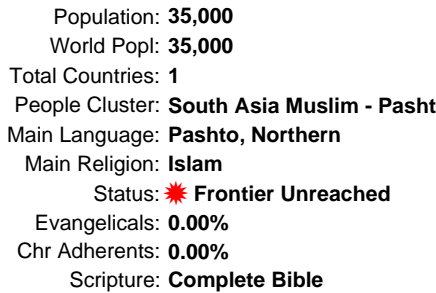 Population: 35,000
World Popl: 35,000
Total Countries: 1
People Cluster: South Asia Muslim - Pasht
Main Language: Pashto, Northern
Main Religion: Islam
Status: Frontier Unreached
Evangelicals: 0.00%
Chr Adherents: 0.00%
Scripture: Complete Bible